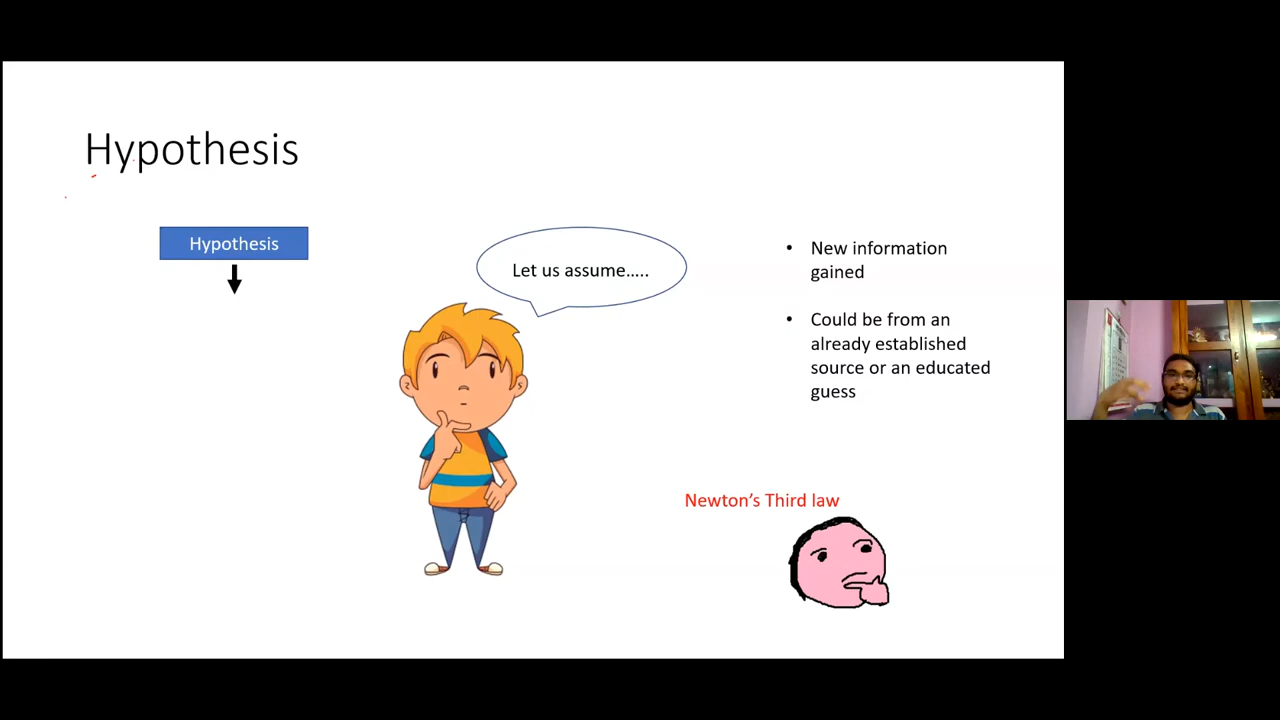 Hypothesis
Hypothesis
Let us assume.....
• New information
gained
• Could be from an
already established
source or an educated
guess
Newton’s Third law